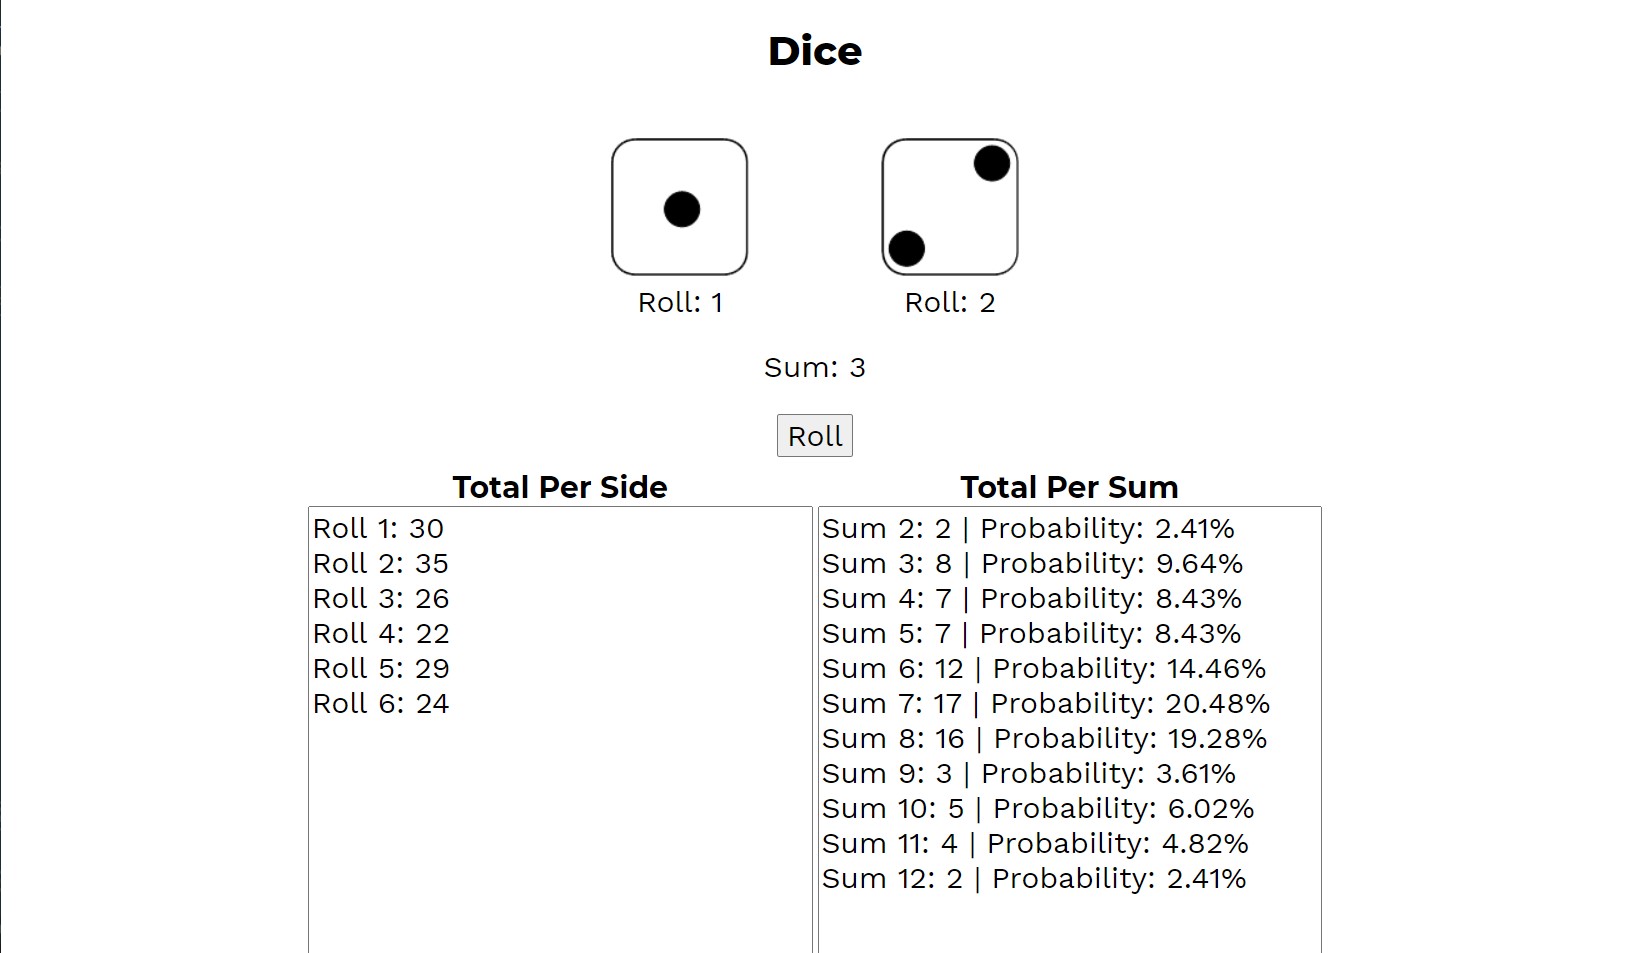 Dice
Roll: 1
Roll: 2
Sum: 3
Roll
Total Per Side
Roll 1: 30
Roll 2: 35
Roll 3: 26
Roll 4: 22
Roll 5: 29
Roll 6: 24
Total Per Sum
Sum 2: 2 | Probability: 2.41%
Sum 3: 8 | Probability: 9.64%
Sum 4: 7 | Probability: 8.43%
Sum 5: 7 | Probability: 8.43%
Sum 6: 12 | Probability: 14.46%
Sum 7: 17 | Probability: 20.48%
Sum 8: 16 | Probability: 19.28%
Sum 9: 3 | Probability: 3.61%
Sum 10: 5 | Probability: 6.02%
Sum 11: 4 | Probability: 4.82%
Sum 12: 2 | Probability: 2.41%